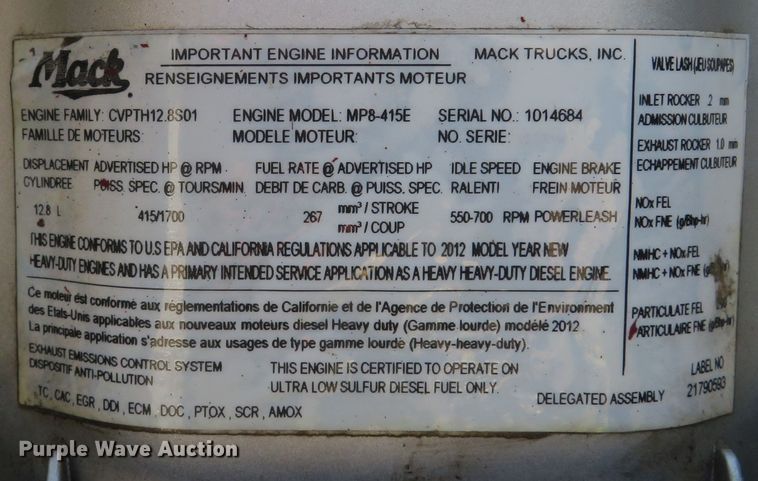 Mack
IMPORTANT ENGINE INFORMATION MACK TRUCKS, INC.
RENSEIGNEMENTS IMPORTANTS MOTEUR
ENGINE FAMILY: CVPTH12.8S01 ENGINE MODEL: MP8-415E SERIAL NO.: 1014684
FAMILLE DE MOTEURS: MODELE MOTEUR: NO. SERIE:
DISPLACEMENT ADVERTISED HP @ RPM FUEL RATE @ ADVERTISED HP IDLE SPEED ENGINE BRAKE
CYLINDREE PUISS. SPEC. @ TOURS/MIN. DEBIT DE CARB. @ PUISS. SPEC. RALENTI FREIN MOTEUR
12.8 L 415/1700 267 mm³ / STROKE 550-700 RPM POWERLEASH
mm³ / COUP
THIS ENGINE CONFORMS TO U.S EPA AND CALIFORNIA REGULATIONS APPLICABLE TO 2012 MODEL YEAR NEW
HEAVY-DUTY ENGINES AND HAS A PRIMARY INTENDED SERVICE APPLICATION AS A HEAVY HEAVY-DUTY DIESEL ENGINE.
Ce moteur est conforme aux réglementations de Californie et de l'Agence de Protection de l'Environment
des Etats-Unis applicables aux nouveaux moteurs diesel Heavy duty (Gamme lourde) modélé 2012
La principale application s'adresse aux usages de type gamme lourde (Heavy-heavy-duty).
EXHAUST EMISSIONS CONTROL SYSTEM THIS ENGINE IS CERTIFIED TO OPERATE ON
DISPOSITIF ANTI-POLLUTION ULTRA LOW SULFUR DIESEL FUEL ONLY.
DELEGATED ASSEMBLY
TC, CAC, EGR, DDI, ECM, DOC, PTOX, SCR, AMOX
VALVE LASH (JEU SOUPAPES)
INLET ROCKER .2 mm
ADMISSION CULBUTEUR
EXHAUST ROCKER 1.0 mm
ECHAPPEMENT CULBUTEUR
NOx FEL
NOx FNE (g/Bhp-hr)
NMHC + NOx FEL
NMHC + NOx FNE
PARTICULATE FEL
PARTICULAIRE FNE (g/Bhp-hr)
LABEL NO
21790593
Purple Wave Auction